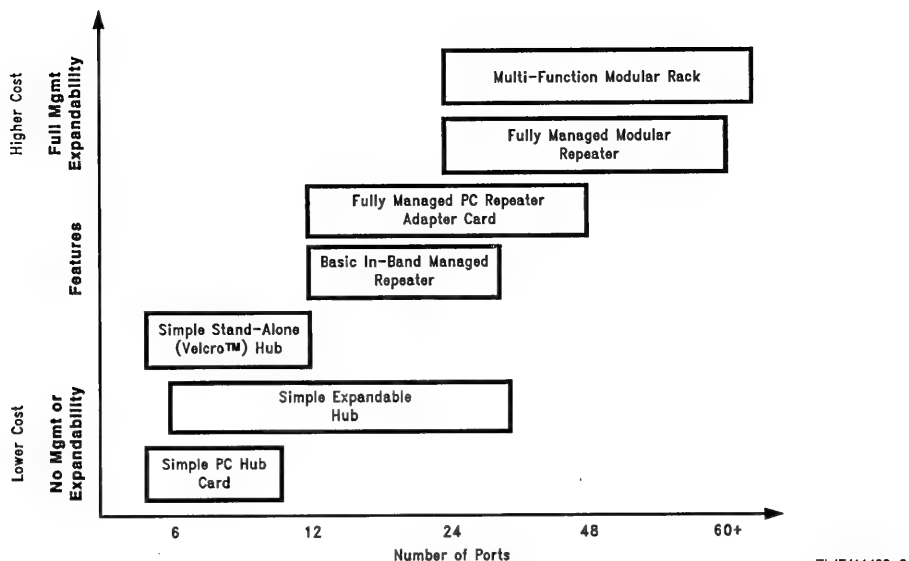 Higher Cost
Full Mgmt
Expandability
Multi-Function Modular Rack
Fully Managed Modular
Repeater
Fully Managed PC Repeater
Adapter Card
Features
Basic In-Band Managed
Repeater
Simple Stand-Alone
(Velcro™) Hub
Simple Expandable
Hub
Lower Cost
No Mgmt or
Expandability
Simple PC Hub
Card
6 12 24 48 60+
Number of Ports